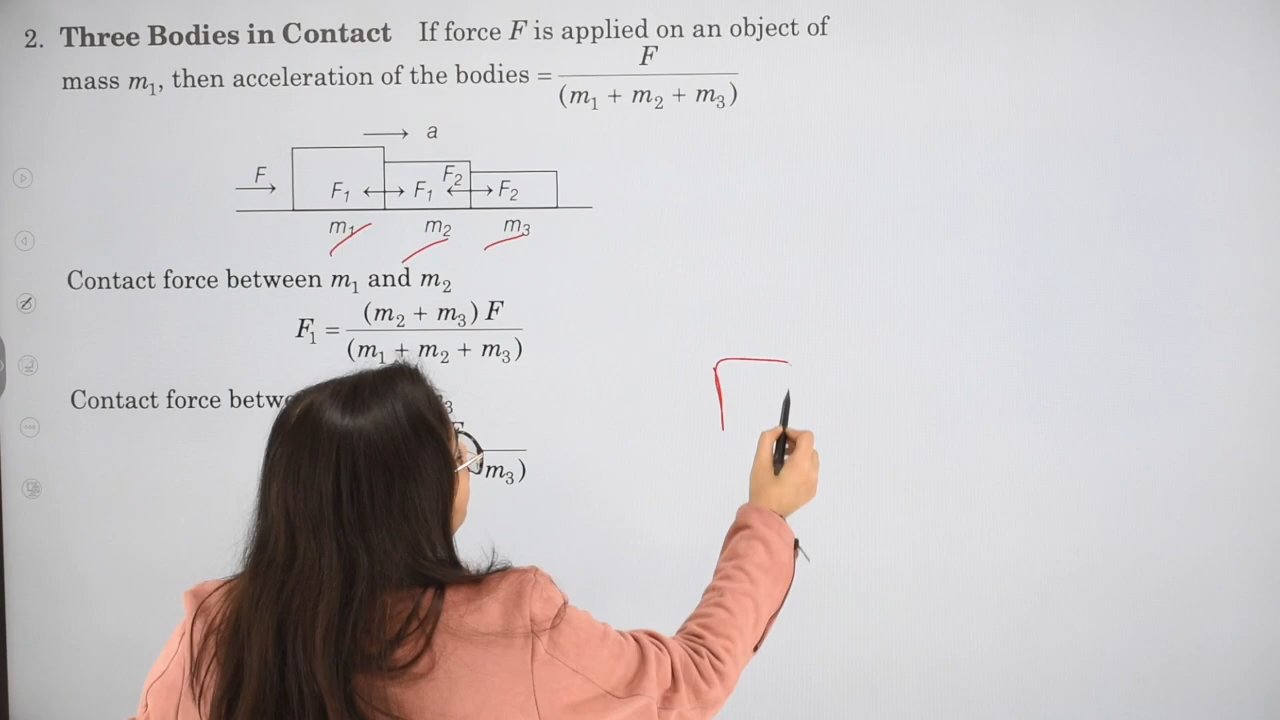 2. Three Bodies in Contact If force F is applied on an object of
mass m₁, then acceleration of the bodies = F / (m₁ + m₂ + m₃)
a
F F₁ F₁ F₂ F₂
m₁ m₂ m₃
Contact force between m₁ and m₂
F₁ = (m₂ + m₃) F / (m₁ + m₂ + m₃)
Contact force
m₃)